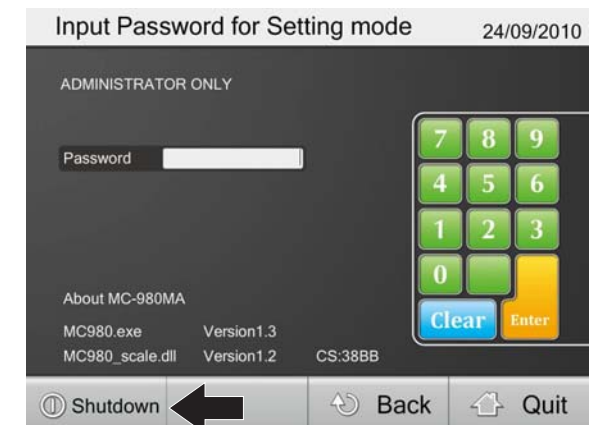 Input Password for Setting mode 24/09/2010
ADMINISTRATOR ONLY
Password
7 8 9
4 5 6
1 2 3
0
Clear Enter
About MC-980MA
MC980.exe Version1.3
MC980_scale.dll Version1.2 CS:38BB
Shutdown Back Quit